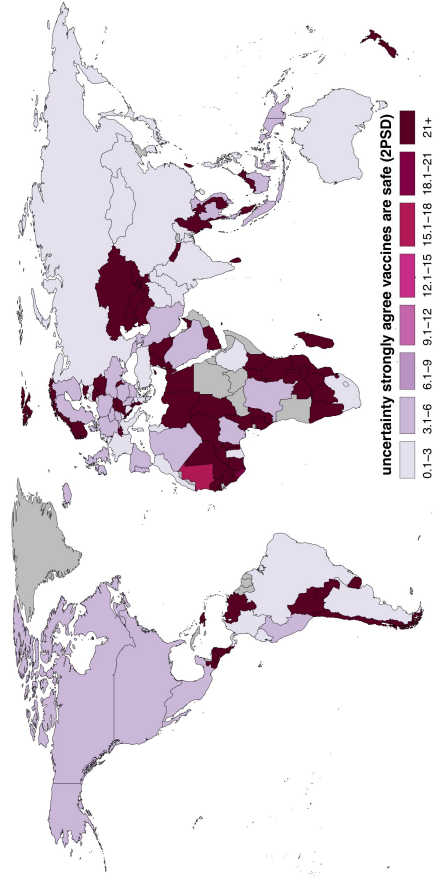 uncertainty strongly agree vaccines are safe (2PSD)
0.1–3 3.1–6 6.1–9 9.1–12 12.1–15 15.1–18 18.1–21 21+